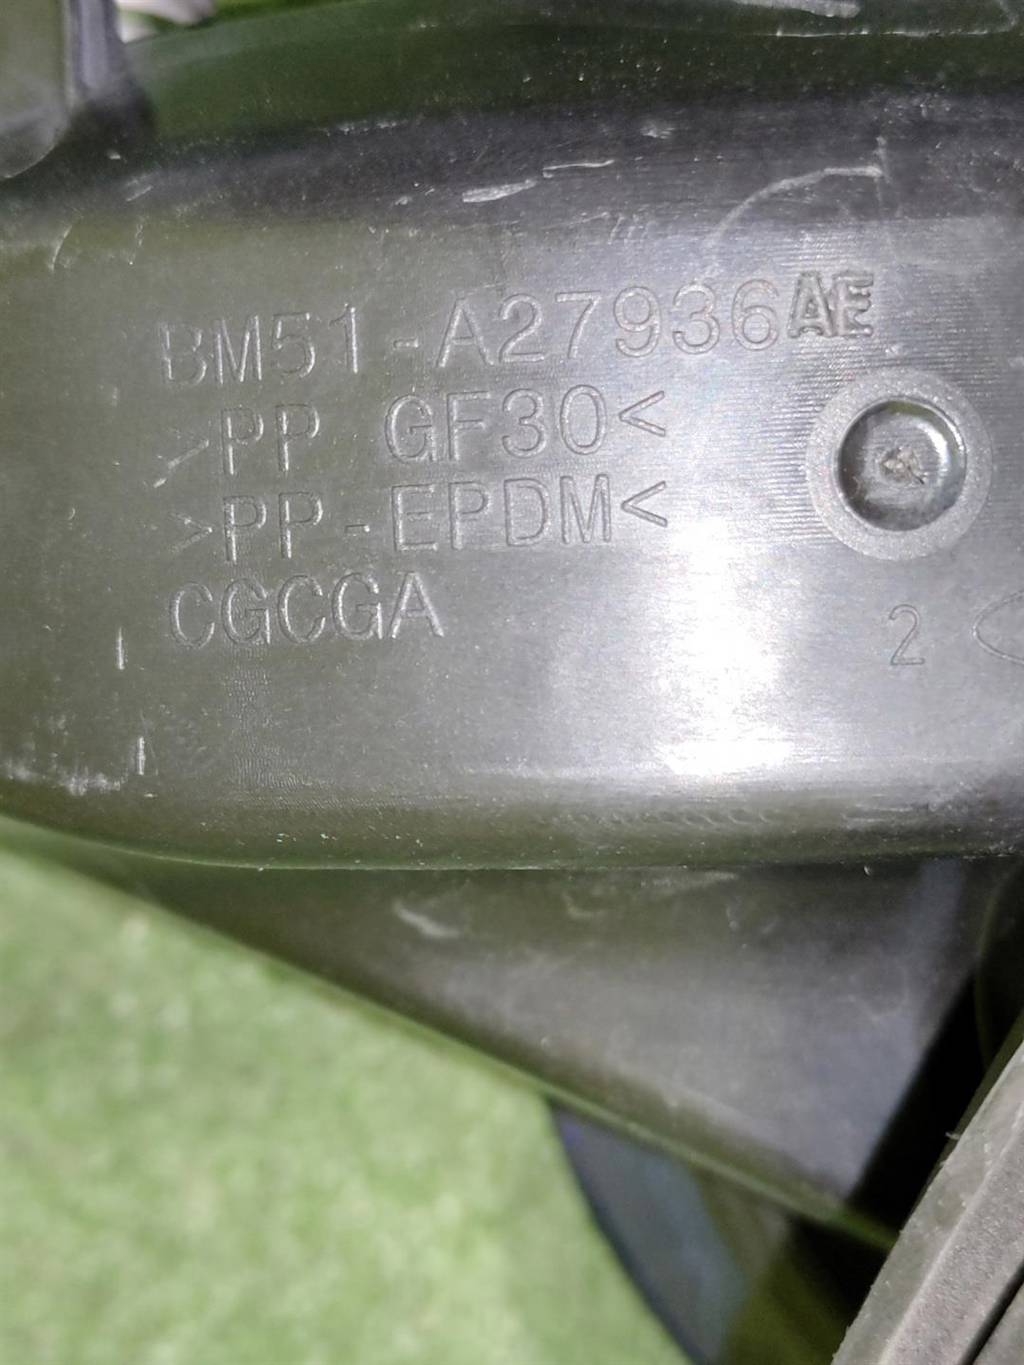 BM51-A27936AE
>PP GF30<
>PP-EPDM<
CGCGA
2